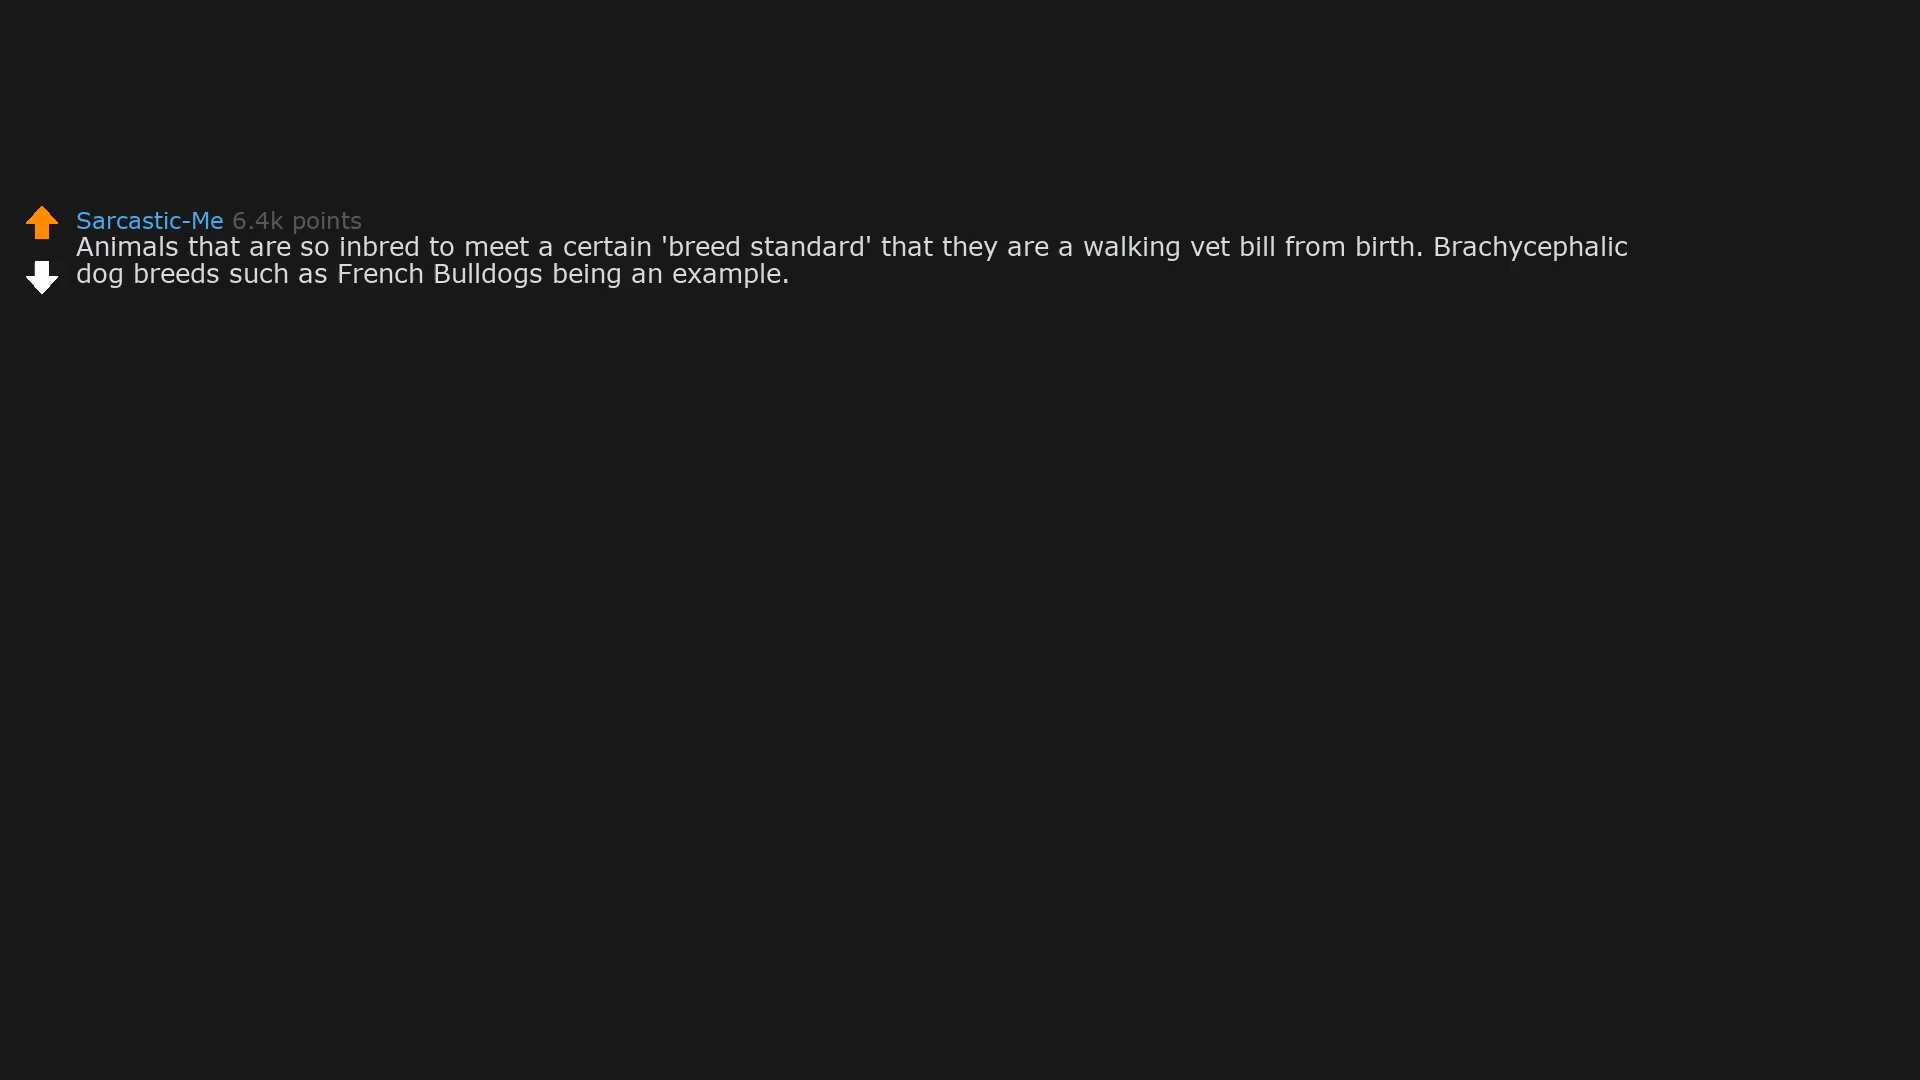 Sarcastic-Me 6.4k points
Animals that are so inbred to meet a certain 'breed standard' that they are a walking vet bill from birth. Brachycephalic
dog breeds such as French Bulldogs being an example.